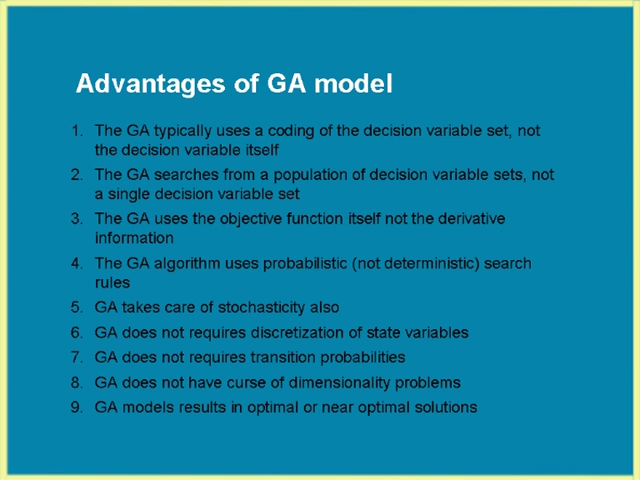 Advantages of GA model
1. The GA typically uses a coding of the decision variable set, not
the decision variable itself
2. The GA searches from a population of decision variable sets, not
a single decision variable set
3. The GA uses the objective function itself not the derivative
information
4. The GA algorithm uses probabilistic (not deterministic) search
rules
5. GA takes care of stochasticity also
6. GA does not requires discretization of state variables
7. GA does not requires transition probabilities
8. GA does not have curse of dimensionality problems
9. GA models results in optimal or near optimal solutions